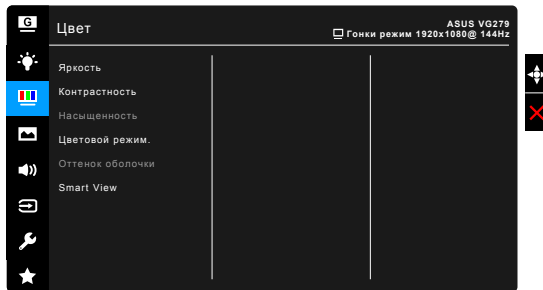 G
Цвет
ASUS VG279
Гонки режим 1920x1080@ 144Hz
Яркость
Контрастность
Насыщенность
Цветовой режим.
Оттенок оболочки
Smart View